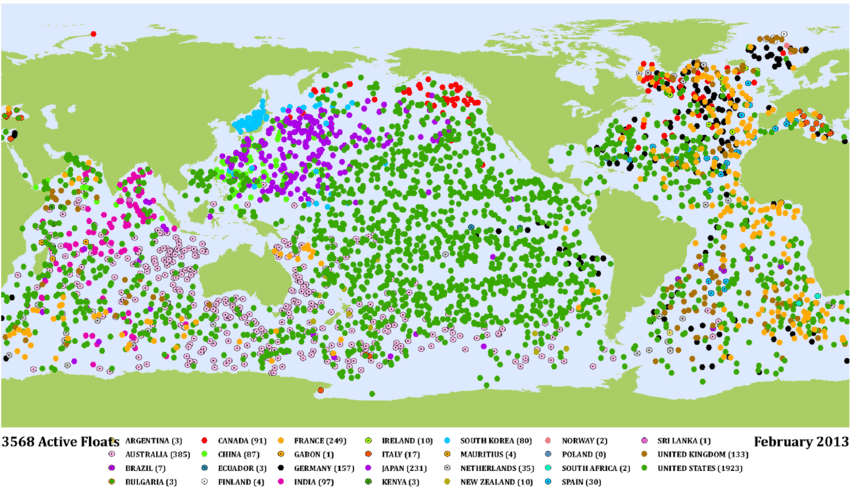 3568 Active Floats
February 2013
ARGENTINA (3) CANADA (91) FRANCE (249) IRELAND (10) SOUTH KOREA (80) NORWAY (2) SRI LANKA (1)
AUSTRALIA (385) CHINA (87) GABON (1) ITALY (17) MAURITIUS (4) POLAND (0) UNITED KINGDOM (133)
BRAZIL (7) ECUADOR (3) GERMANY (157) JAPAN (231) NETHERLANDS (35) SOUTH AFRICA (2) UNITED STATES (1923)
BULGARIA (3) FINLAND (4) INDIA (97) KENYA (3) NEW ZEALAND (10) SPAIN (30)